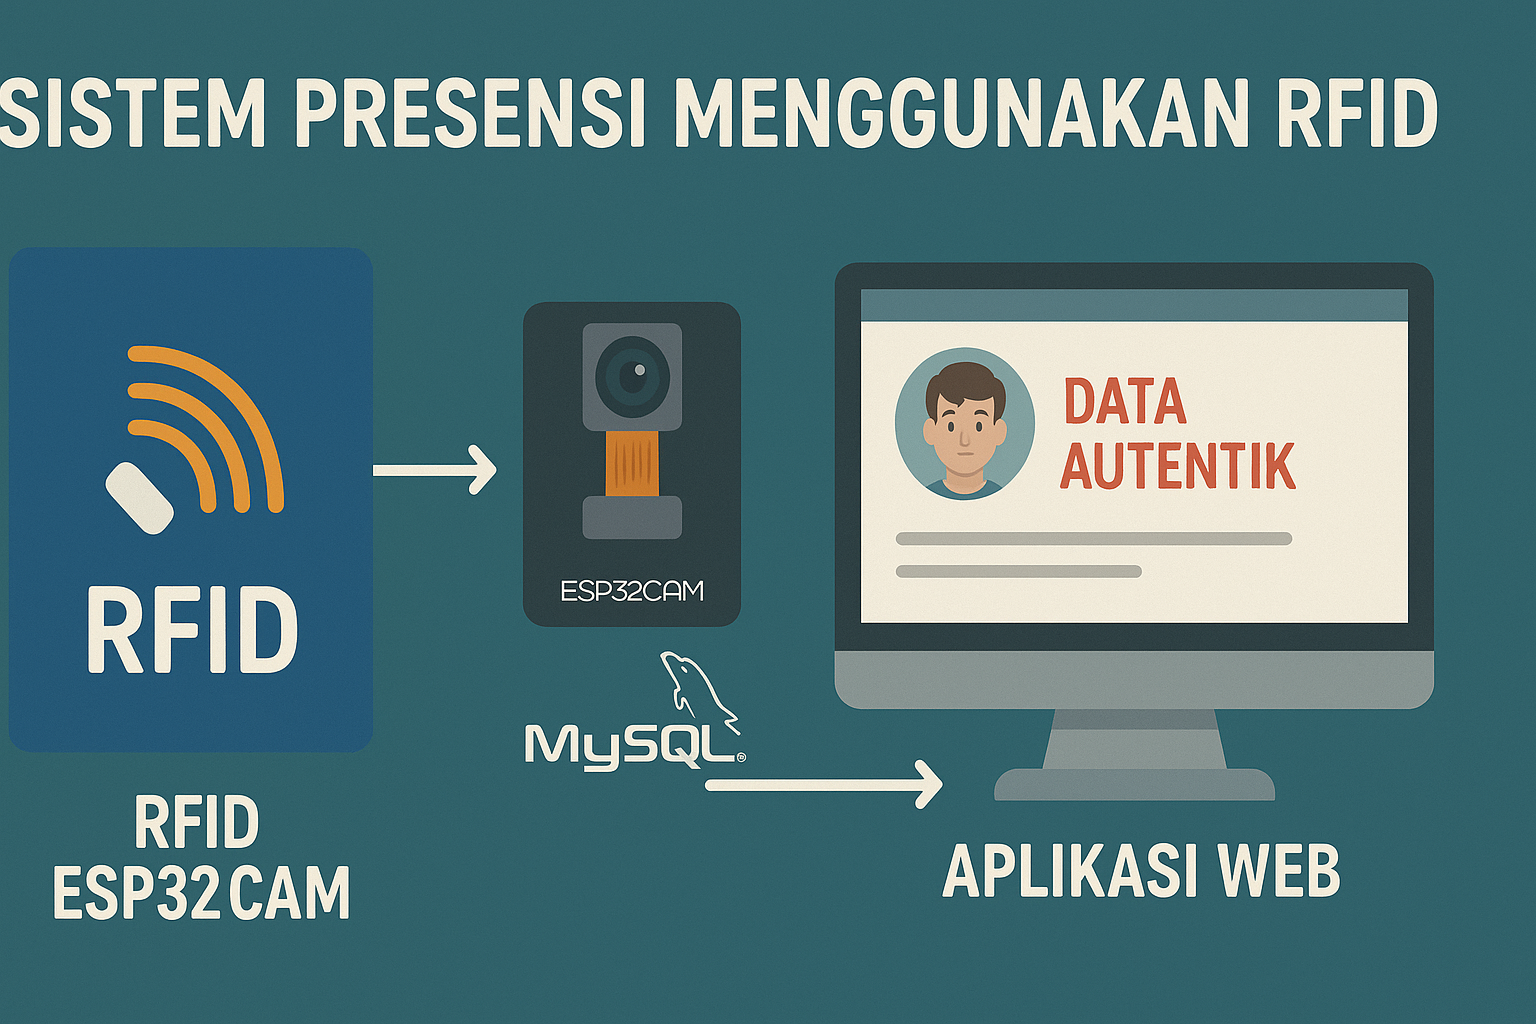 SISTEM PRESENSI MENGGUNAKAN RFID
RFID
RFID
ESP32CAM
ESP32CAM
MySQL®
DATA
AUTENTIK
APLIKASI WEB